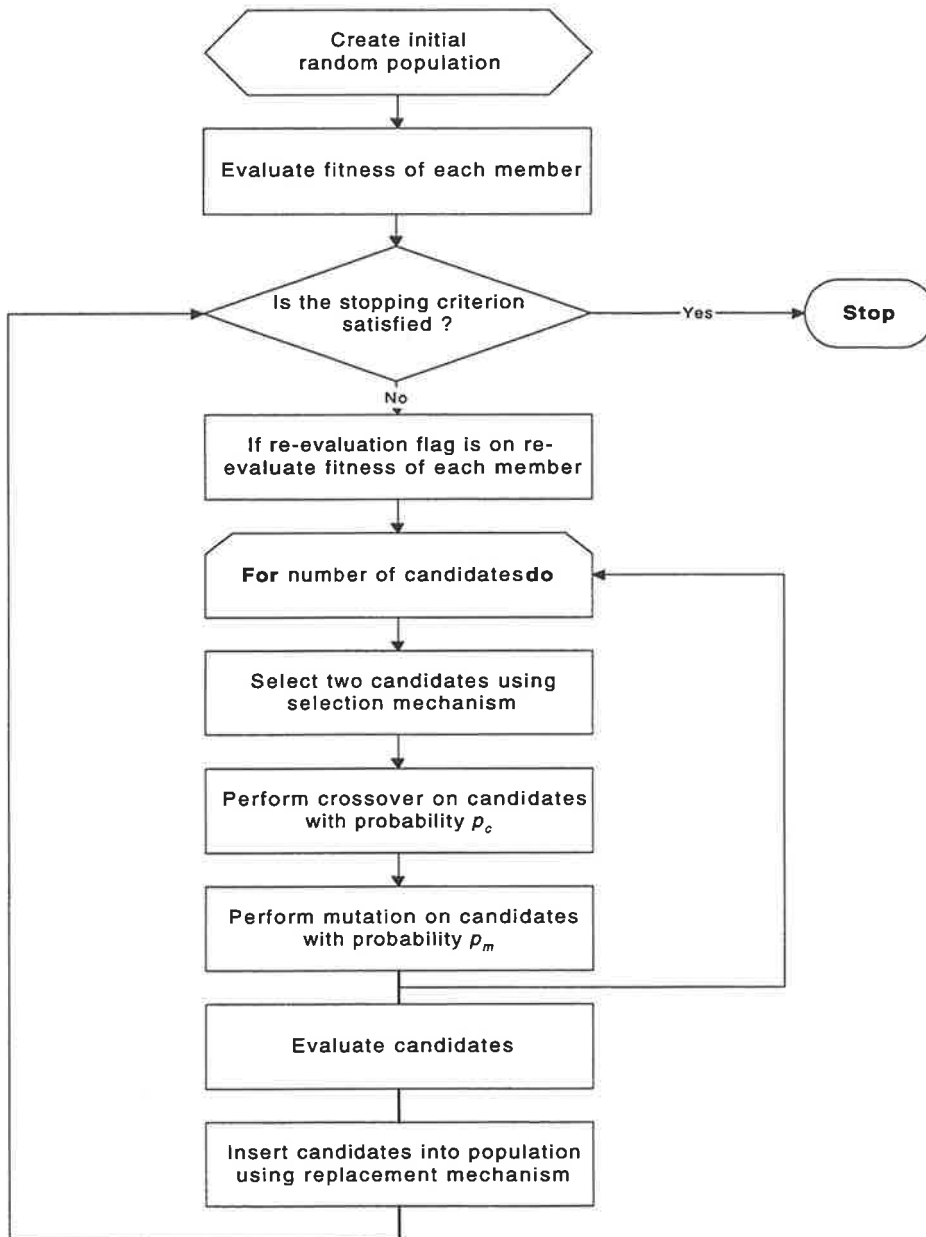 Create initial
random population
Evaluate fitness of each member
Is the stopping criterion
satisfied ?
Yes
Stop
No
If re-evaluation flag is on re-
evaluate fitness of each member
For number of candidatesdo
Select two candidates using
selection mechanism
Perform crossover on candidates
with probability p_c
Perform mutation on candidates
with probability p_m
Evaluate candidates
Insert candidates into population
using replacement mechanism